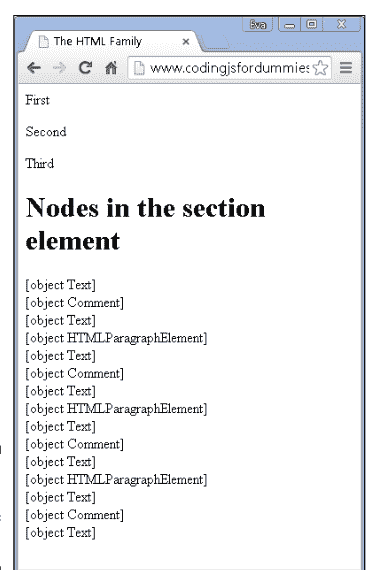 Eva
The HTML Family
www.codingjsfordummies
First
Second
Third
Nodes in the section
element
[object Text]
[object Comment]
[object Text]
[object HTMLParagraphElement]
[object Text]
[object Comment]
[object Text]
[object HTMLParagraphElement]
[object Text]
[object Comment]
[object Text]
[object HTMLParagraphElement]
[object Text]
[object Comment]
[object Text]